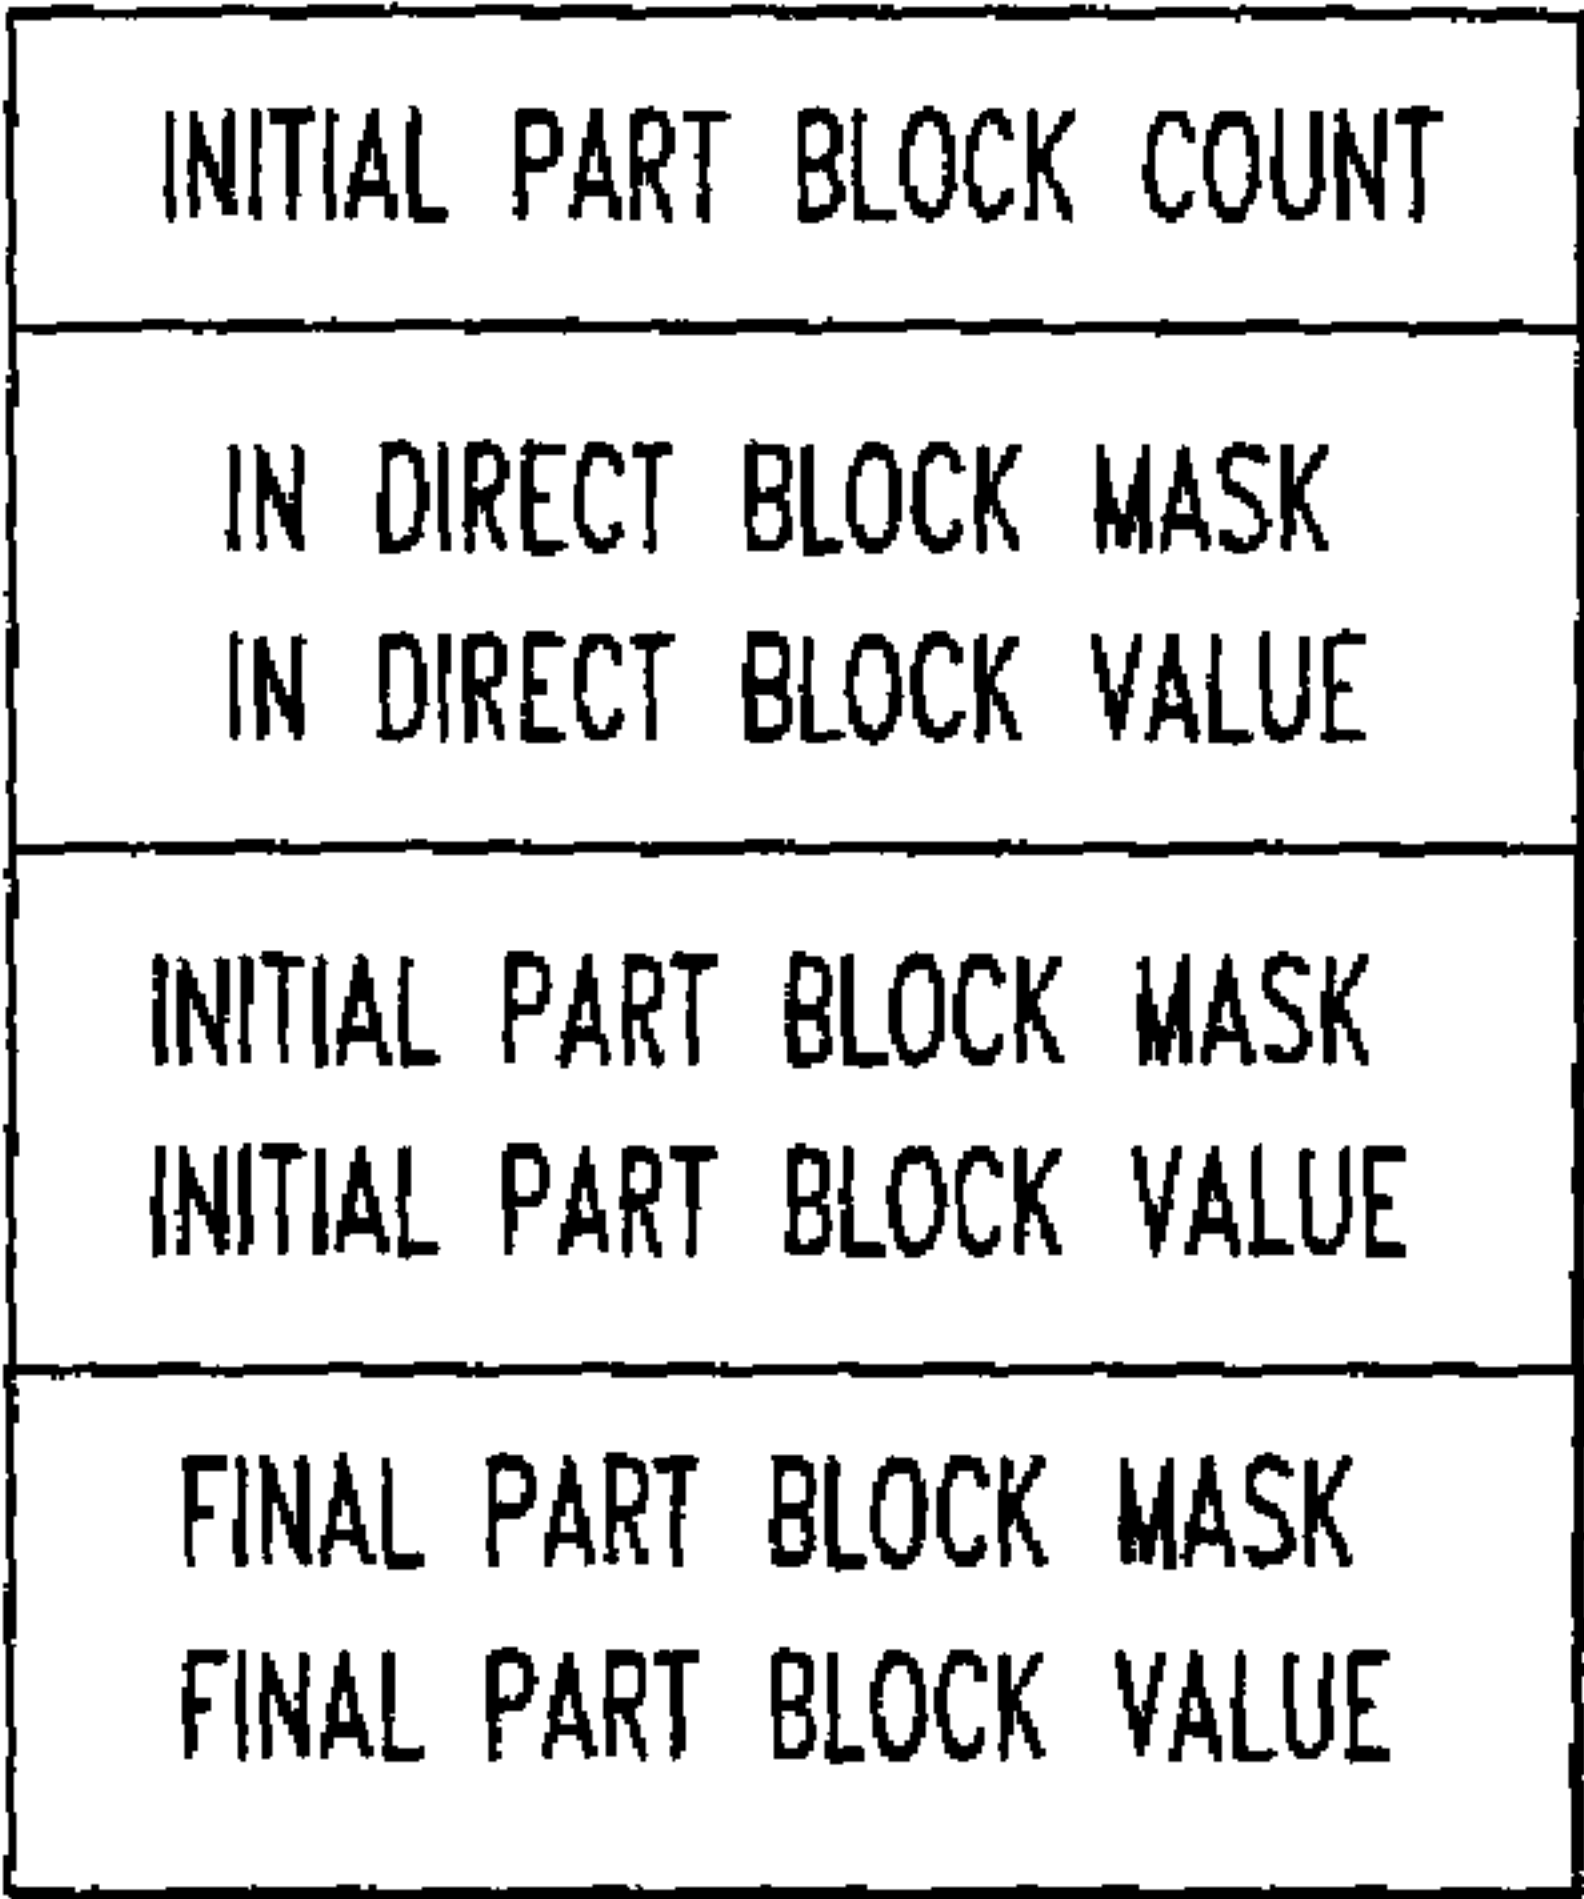 INITIAL PART BLOCK COUNT
IN DIRECT BLOCK MASK
IN DIRECT BLOCK VALUE
INITIAL PART BLOCK MASK
INITIAL PART BLOCK VALUE
FINAL PART BLOCK MASK
FINAL PART BLOCK VALUE